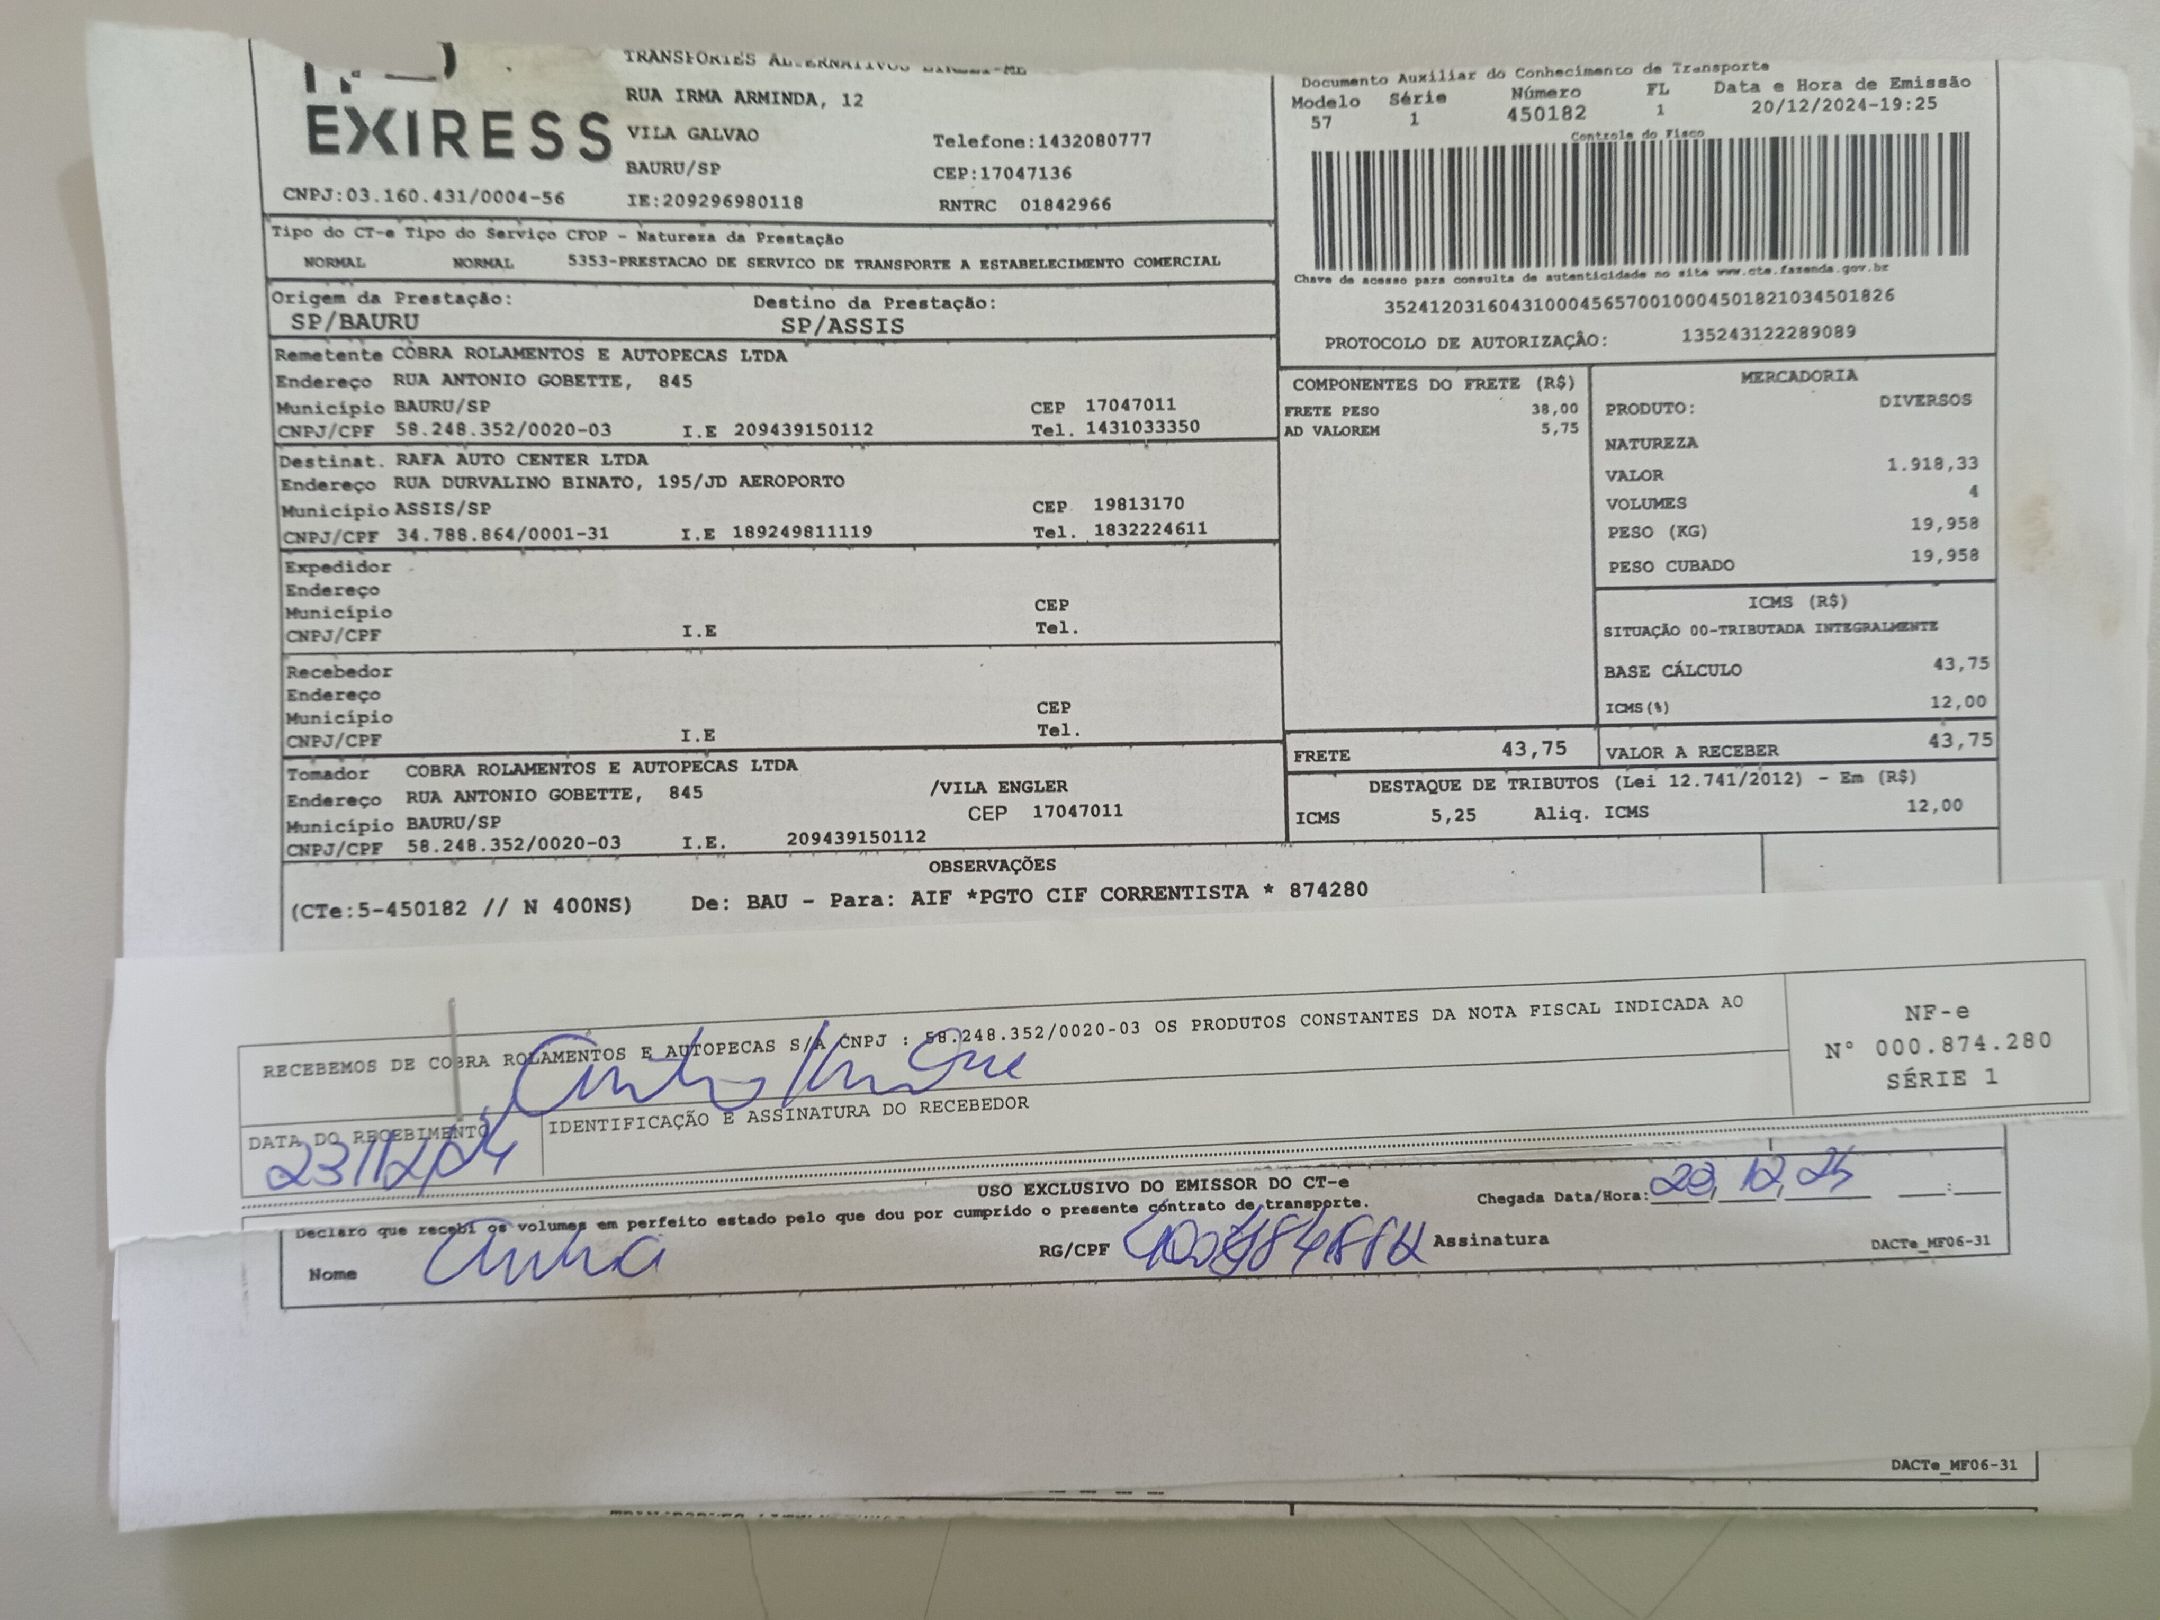 EXIRESS
TRANSPORTES ALTERNATIVOS EIRELI-ME
RUA IRMA ARMINDA, 12
VILA GALVAO
Telefone:1432080777
BAURU/SP
CEP:17047136
CNPJ:03.160.431/0004-56
IE:209296980118
RNTRC 01842966
Documento Auxiliar do Conhecimento de Transporte
Modelo Série Número FL Data e Hora de Emissão
57 1 450182 1 20/12/2024-19:25
Controle do Fisco
Chave de acesso para consulta de autenticidade no site www.cte.fazenda.gov.br
35241203160431000456570010004501821034501826
PROTOCOLO DE AUTORIZAÇÂO: 135243122289089
Tipo do CT-e Tipo do Serviço CFOP - Natureza da Prestação
NORMAL NORMAL 5353-PRESTACAO DE SERVICO DE TRANSPORTE A ESTABELECIMENTO COMERCIAL
Origem da Prestação: Destino da Prestação:
SP/BAURU SP/ASSIS
Remetente COBRA ROLAMENTOS E AUTOPECAS LTDA
Endereço RUA ANTONIO GOBETTE, 845
Município BAURU/SP CEP 17047011
CNPJ/CPF 58.248.352/0020-03 I.E 209439150112 Tel. 1431033350
Destinat. RAFA AUTO CENTER LTDA
Endereço RUA DURVALINO BINATO, 195/JD AEROPORTO
Município ASSIS/SP CEP 19813170
CNPJ/CPF 34.788.864/0001-31 I.E 189249811119 Tel. 1832224611
Expedidor
Endereço
Município CEP
CNPJ/CPF I.E Tel.
Recebedor
Endereço
Município CEP
CNPJ/CPF I.E Tel.
Tomador COBRA ROLAMENTOS E AUTOPECAS LTDA
Endereço RUA ANTONIO GOBETTE, 845 /VILA ENGLER
Município BAURU/SP CEP 17047011
CNPJ/CPF 58.248.352/0020-03 I.E. 209439150112
COMPONENTES DO FRETE (R$)
FRETE PESO 38,00
AD VALOREM 5,75
FRETE 43,75
MERCADORIA
PRODUTO: DIVERSOS
NATUREZA
VALOR 1.918,33
VOLUMES 4
PESO (KG) 19,958
PESO CUBADO 19,958
ICMS (R$)
SITUAÇÃO 00-TRIBUTADA INTEGRALMENTE
BASE CÁLCULO 43,75
ICMS(%) 12,00
VALOR A RECEBER 43,75
DESTAQUE DE TRIBUTOS (Lei 12.741/2012) - Em (R$)
ICMS 5,25 Aliq. ICMS 12,00
OBSERVAÇÕES
(CTe:5-450182 // N 400NS) De: BAU - Para: AIF *PGTO CIF CORRENTISTA * 874280
RECEBEMOS DE COBRA ROLAMENTOS E AUTOPECAS S/A CNPJ : 58.248.352/0020-03 OS PRODUTOS CONSTANTES DA NOTA FISCAL INDICADA AO
NF-e
N° 000.874.280
SÉRIE 1
DATA DO RECEBIMENTO
23/12/24
IDENTIFICAÇÃO E ASSINATURA DO RECEBEDOR
USO EXCLUSIVO DO EMISSOR DO CT-e
Declaro que recebi os volumes em perfeito estado pelo que dou por cumprido o presente contrato de transporte.
Chegada Data/Hora:
Nome
RG/CPF
Assinatura
DACTe_MF06-31
DACTe_MF06-31